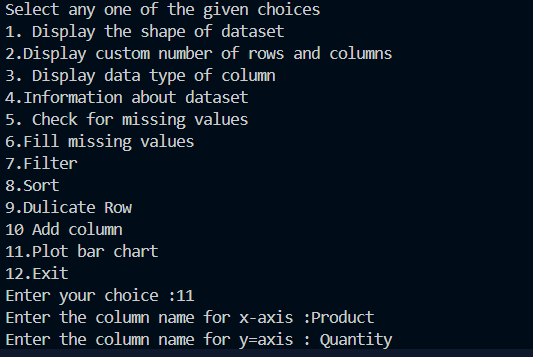 Select any one of the given choices
1. Display the shape of dataset
2.Display custom number of rows and columns
3. Display data type of column
4.Information about dataset
5. Check for missing values
6.Fill missing values
7.Filter
8.Sort
9.Dulicate Row
10 Add column
11.Plot bar chart
12.Exit
Enter your choice :11
Enter the column name for x-axis :Product
Enter the column name for y=axis : Quantity